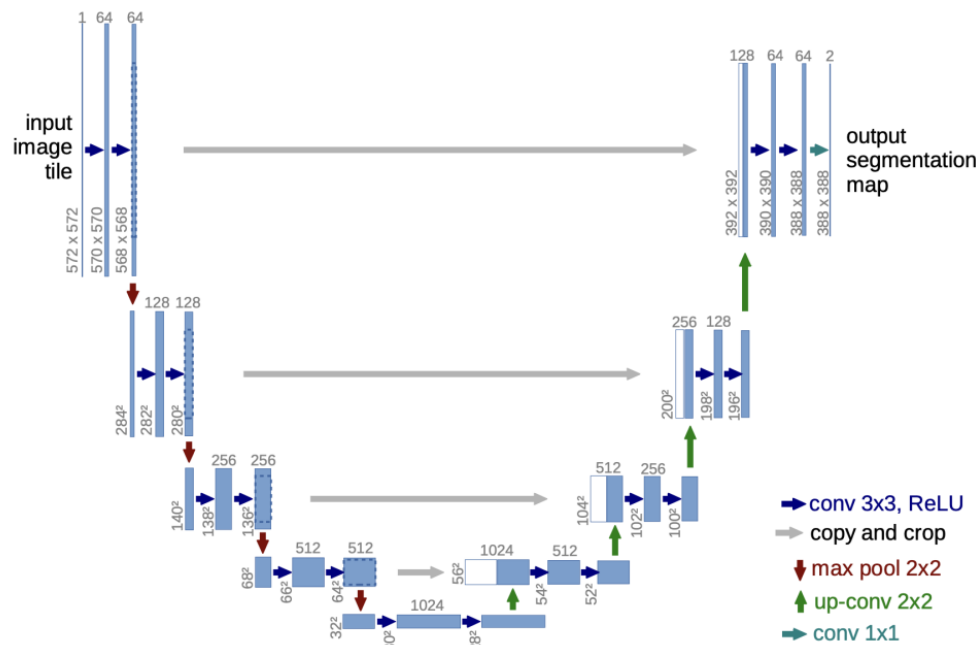 1 64 64
input
image
tile
572 x 572
570 x 570
568 x 568
128 64 64 2
output
segmentation
map
392 x 392
390 x 390
388 x 388
388 x 388
128 128
284²
282²
280²
256 128
200²
198²
196²
256 256
140²
138²
136²
512 256
104²
102²
100²
512 512
68²
66²
64²
1024 512
56²
54²
52²
1024
32²
conv 3x3, ReLU
copy and crop
max pool 2x2
up-conv 2x2
conv 1x1